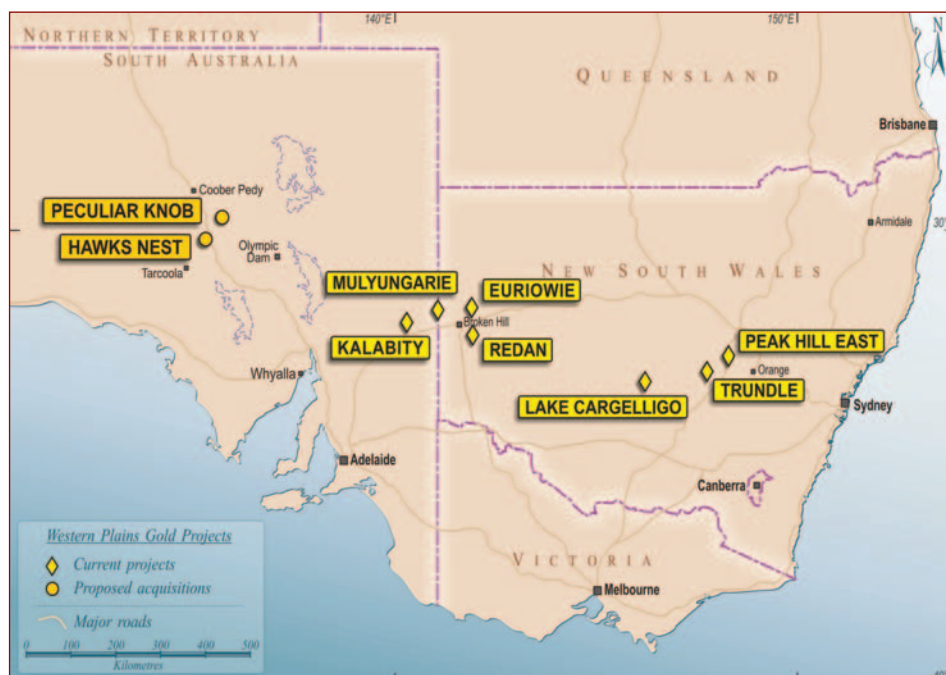 140°E
150°E
N
NORTHERN TERRITORY
SOUTH AUSTRALIA
QUEENSLAND
Brisbane
Coober Pedy
PECULIAR KNOB
HAWKS NEST
Tarcoola
Olympic
Dam
Armidale
30°
NEW SOUTH WALES
MULYUNGARIE
EURIOWIE
Broken Hill
KALABITY
REDAN
PEAK HILL EAST
Orange
TRUNDLE
Whyalla
LAKE CARGELLIGO
Sydney
Adelaide
Canberra
VICTORIA
Melbourne
Western Plains Gold Projects
Current projects
Proposed acquisitions
Major roads
0 100 200 300 400 500
Kilometres